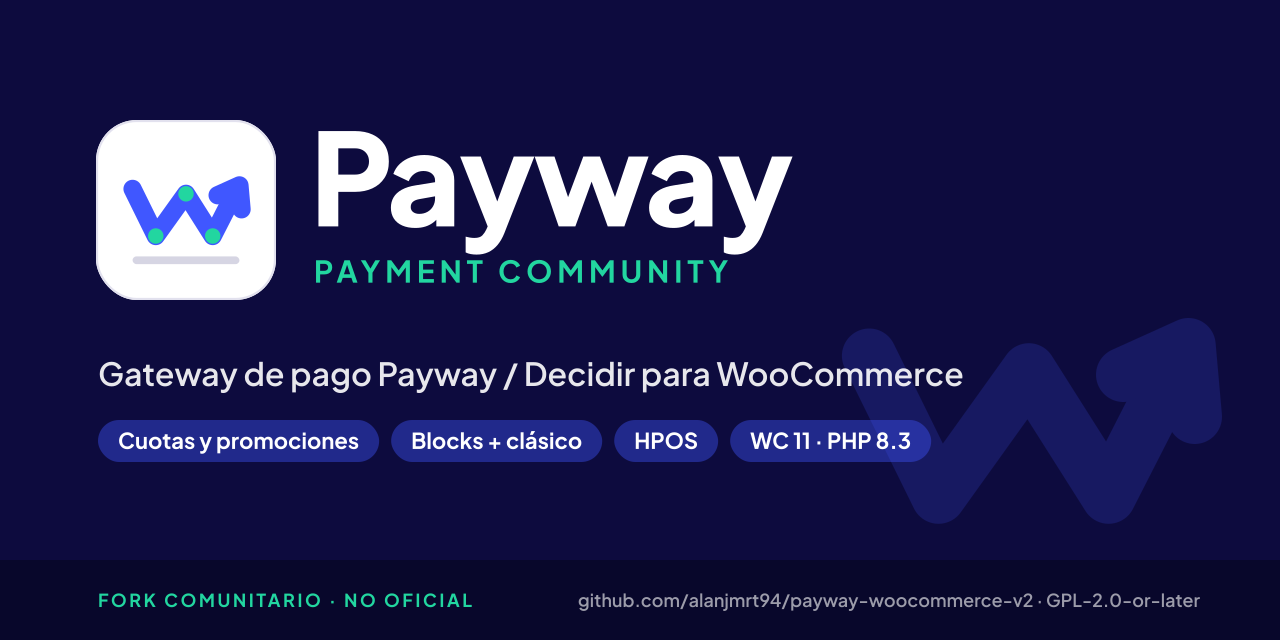 Payway
PAYMENT COMMUNITY
Gateway de pago Payway / Decidir para WooCommerce
Cuotas y promociones
Blocks + clásico
HPOS
WC 11 · PHP 8.3
FORK COMUNITARIO · NO OFICIAL
github.com/alanjmrt94/payway-woocommerce-v2 · GPL-2.0-or-later